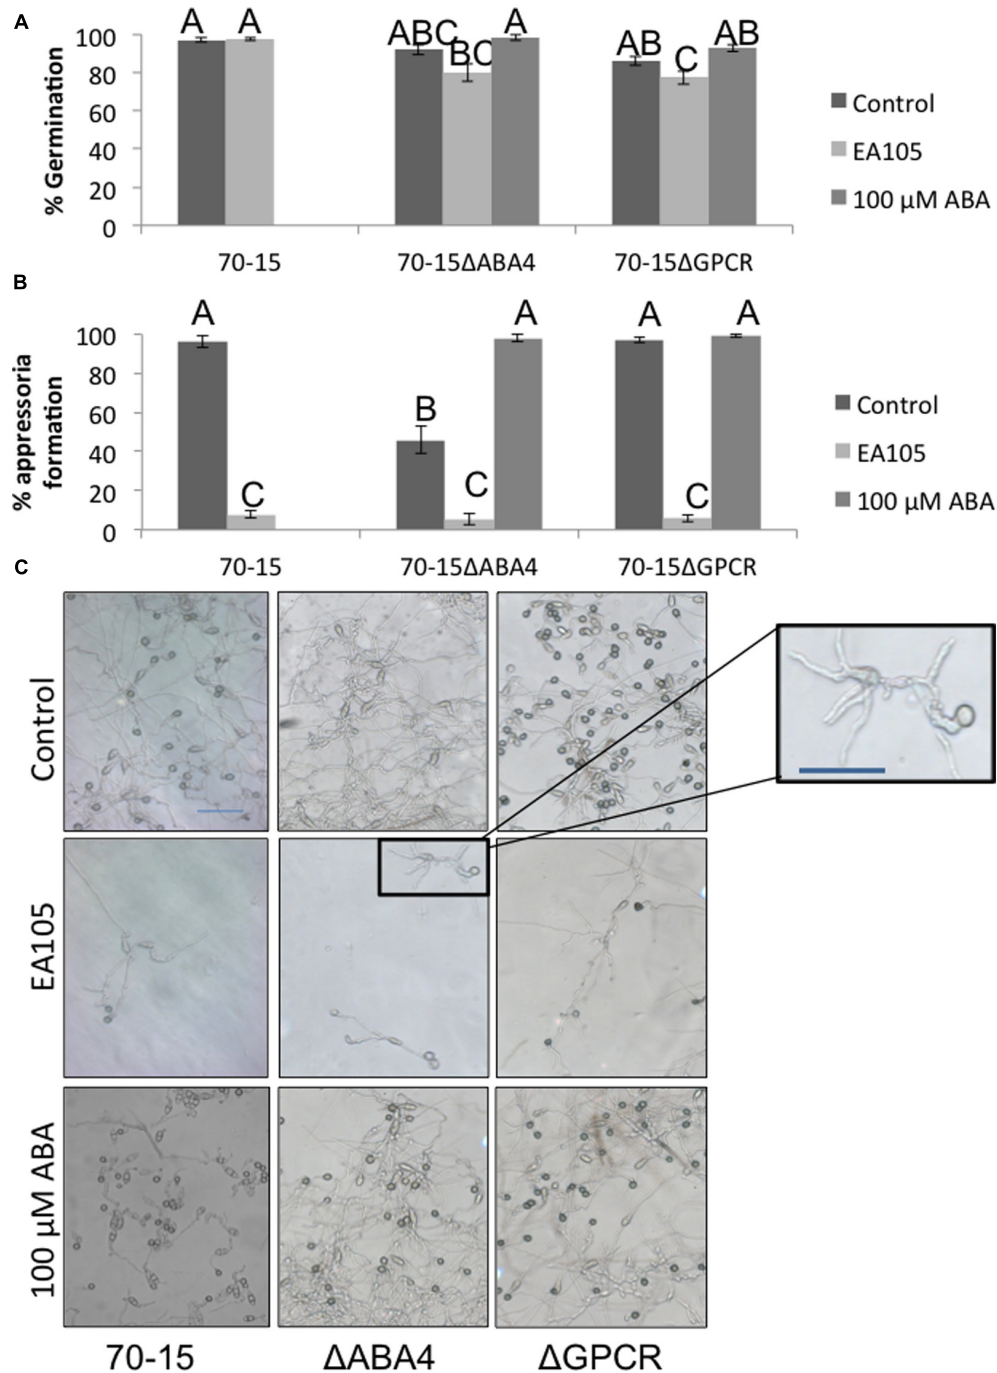 A
% Germination
100
80
60
40
20
0
A A
ABC BC A
AB C AB
70-15 70-15ΔABA4 70-15ΔGPCR
Control
EA105
100 µM ABA
B
% appressoria
formation
100
80
60
40
20
0
A C
B C A
A C A
70-15 70-15ΔABA4 70-15ΔGPCR
Control
EA105
100 µM ABA
C
Control
EA105
100 µM ABA
70-15 ΔABA4 ΔGPCR